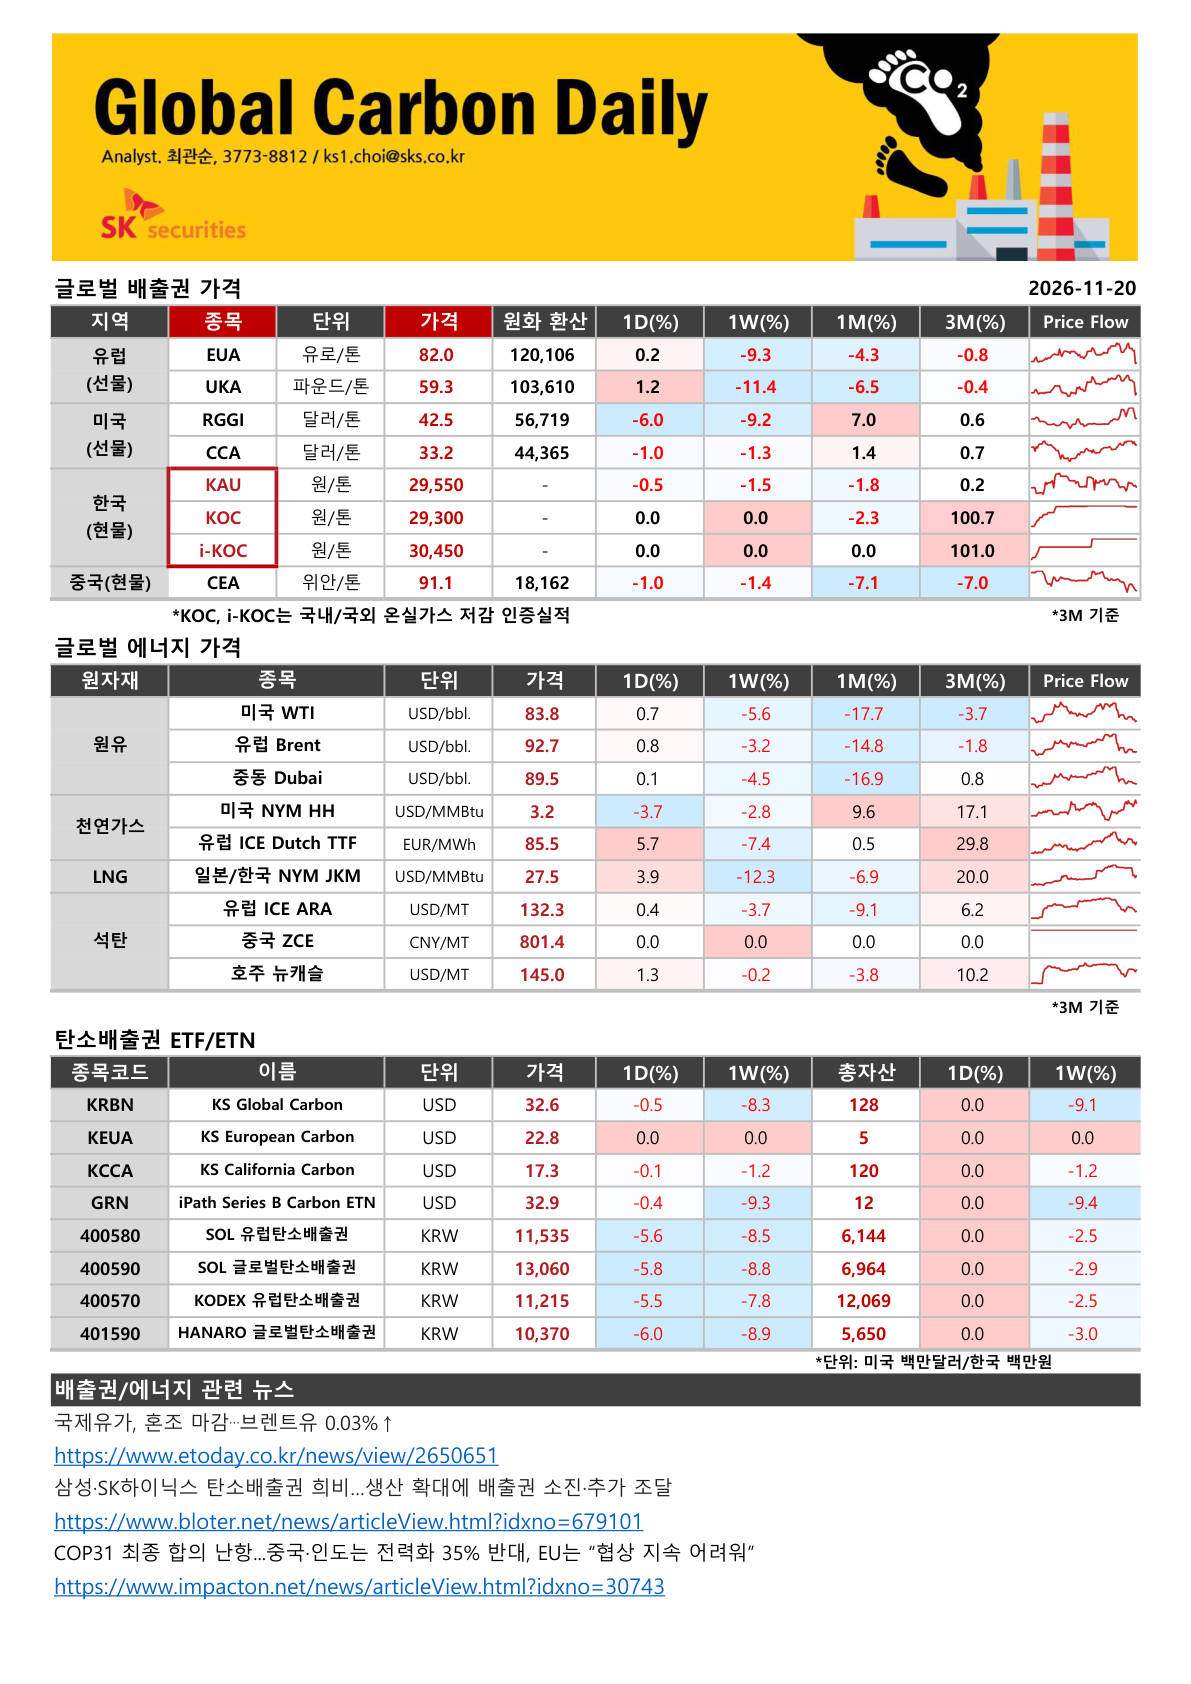 Global Carbon Daily
Analyst. 최관순, 3773-8812 / ks1.choi@sks.co.kr
CO2
SK securities
글로벌 배출권 가격 2026-11-20
지역 종목 단위 가격 원화 환산 1D(%) 1W(%) 1M(%) 3M(%) Price Flow
유럽 (선물) EUA 유로/톤 82.0 120,106 0.2 -9.3 -4.3 -0.8
UKA 파운드/톤 59.3 103,610 1.2 -11.4 -6.5 -0.4
미국 (선물) RGGI 달러/톤 42.5 56,719 -6.0 -9.2 7.0 0.6
CCA 달러/톤 33.2 44,365 -1.0 -1.3 1.4 0.7
한국 (현물) KAU 원/톤 29,550 - -0.5 -1.5 -1.8 0.2
KOC 원/톤 29,300 - 0.0 0.0 -2.3 100.7
i-KOC 원/톤 30,450 - 0.0 0.0 0.0 101.0
중국(현물) CEA 위안/톤 91.1 18,162 -1.0 -1.4 -7.1 -7.0
*KOC, i-KOC는 국내/국외 온실가스 저감 인증실적 *3M 기준
글로벌 에너지 가격
원자재 종목 단위 가격 1D(%) 1W(%) 1M(%) 3M(%) Price Flow
원유 미국 WTI USD/bbl. 83.8 0.7 -5.6 -17.7 -3.7
유럽 Brent USD/bbl. 92.7 0.8 -3.2 -14.8 -1.8
중동 Dubai USD/bbl. 89.5 0.1 -4.5 -16.9 0.8
천연가스 미국 NYM HH USD/MMBtu 3.2 -3.7 -2.8 9.6 17.1
유럽 ICE Dutch TTF EUR/MWh 85.5 5.7 -7.4 0.5 29.8
LNG 일본/한국 NYM JKM USD/MMBtu 27.5 3.9 -12.3 -6.9 20.0
석탄 유럽 ICE ARA USD/MT 132.3 0.4 -3.7 -9.1 6.2
중국 ZCE CNY/MT 801.4 0.0 0.0 0.0 0.0
호주 뉴캐슬 USD/MT 145.0 1.3 -0.2 -3.8 10.2
*3M 기준
탄소배출권 ETF/ETN
종목코드 이름 단위 가격 1D(%) 1W(%) 총자산 1D(%) 1W(%)
KRBN KS Global Carbon USD 32.6 -0.5 -8.3 128 0.0 -9.1
KEUA KS European Carbon USD 22.8 0.0 0.0 5 0.0 0.0
KCCA KS California Carbon USD 17.3 -0.1 -1.2 120 0.0 -1.2
GRN iPath Series B Carbon ETN USD 32.9 -0.4 -9.3 12 0.0 -9.4
400580 SOL 유럽탄소배출권 KRW 11,535 -5.6 -8.5 6,144 0.0 -2.5
400590 SOL 글로벌탄소배출권 KRW 13,060 -5.8 -8.8 6,964 0.0 -2.9
400570 KODEX 유럽탄소배출권 KRW 11,215 -5.5 -7.8 12,069 0.0 -2.5
401590 HANARO 글로벌탄소배출권 KRW 10,370 -6.0 -8.9 5,650 0.0 -3.0
*단위: 미국 백만달러/한국 백만원
배출권/에너지 관련 뉴스
국제유가, 혼조 마감…브렌트유 0.03%↑
https://www.etoday.co.kr/news/view/2650651
삼성·SK하이닉스 탄소배출권 희비…생산 확대에 배출권 소진·추가 조달
https://www.bloter.net/news/articleView.html?idxno=679101
COP31 최종 합의 난항...중국·인도는 전력화 35% 반대, EU는 “협상 지속 어려워”
https://www.impacton.net/news/articleView.html?idxno=30743